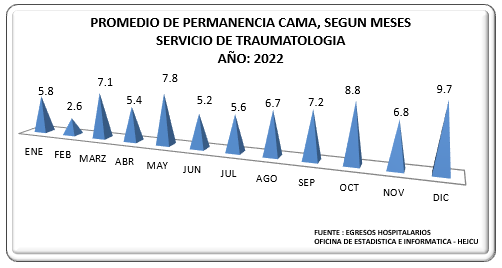 PROMEDIO DE PERMANENCIA CAMA, SEGUN MESES
SERVICIO DE TRAUMATOLOGIA
AÑO: 2022
5.8 2.6 7.1 5.4 7.8 5.2 5.6 6.7 7.2 8.8 6.8 9.7
ENE FEB MARZ ABR MAY JUN JUL AGO SEP OCT NOV DIC
FUENTE : EGRESOS HOSPITALARIOS
OFICINA DE ESTADISTICA E INFORMATICA - HEJCU